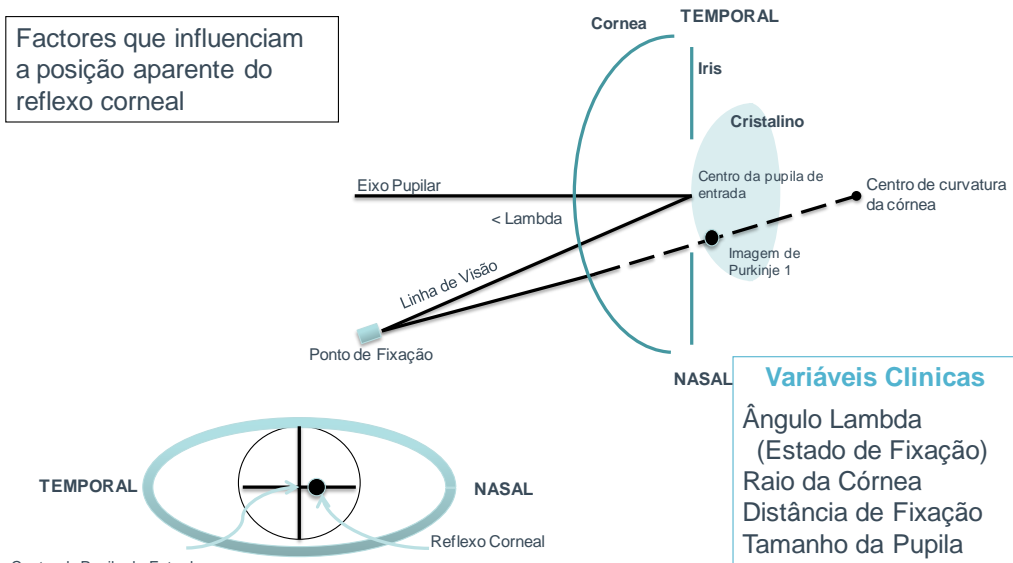 Factores que influenciam
a posição aparente do
reflexo corneal
Cornea
TEMPORAL
Iris
Cristalino
Eixo Pupilar
Centro da pupila de
entrada
Centro de curvatura
da córnea
< Lambda
Imagem de
Purkinje 1
Linha de Visão
Ponto de Fixação
NASAL
Variáveis Clinicas
Ângulo Lambda
(Estado de Fixação)
Raio da Córnea
Distância de Fixação
Tamanho da Pupila
TEMPORAL
NASAL
Reflexo Corneal